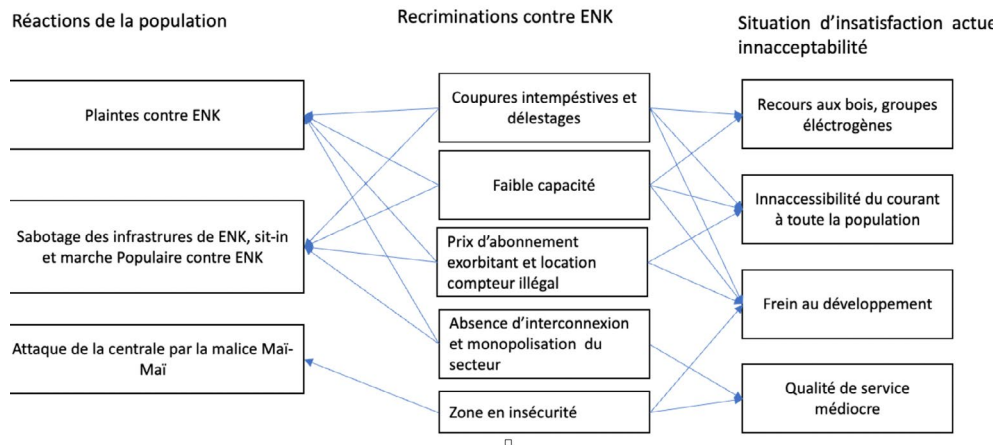 Réactions de la population
Plaintes contre ENK
Sabotage des infrastrures de ENK, sit-in
et marche Populaire contre ENK
Attaque de la centrale par la malice Maï-
Maï
Recriminations contre ENK
Coupures intempéstives et
délestages
Faible capacité
Prix d’abonnement
exorbitant et location
compteur illégal
Absence d’interconnexion
et monopolisation du
secteur
Zone en insécurité
Situation d’insatisfaction actue
innacceptabilité
Recours aux bois, groupes
éléctrogènes
Innaccessibilité du courant
à toute la population
Frein au développement
Qualité de service
médiocre